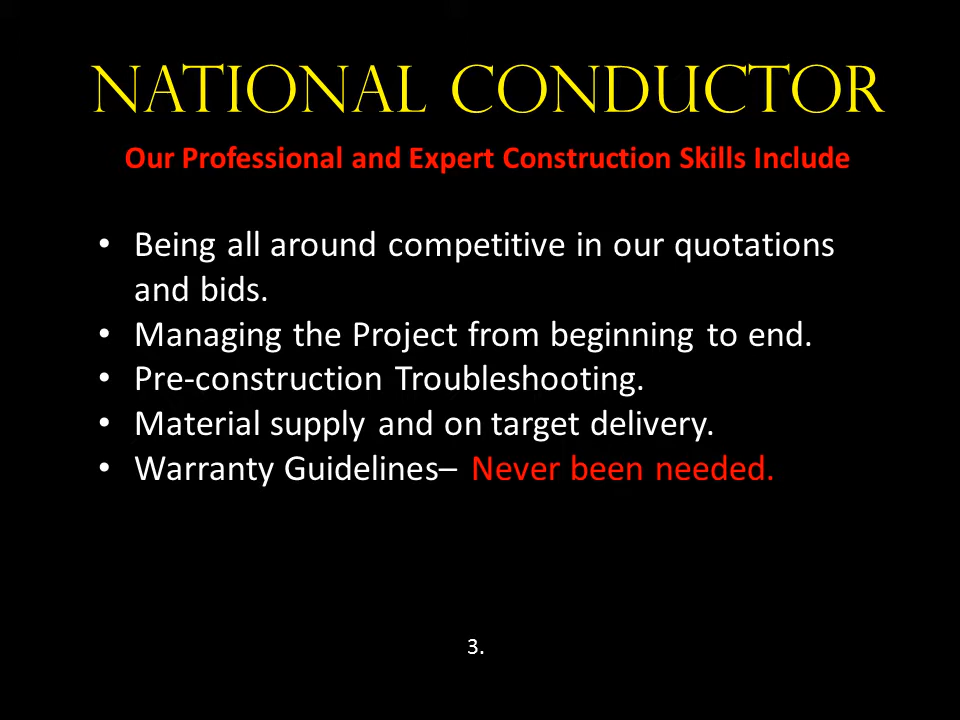 NATIONAL CONDUCTOR
Our Professional and Expert Construction Skills Include
• Being all around competitive in our quotations
and bids.
• Managing the Project from beginning to end.
• Pre-construction Troubleshooting.
• Material supply and on target delivery.
• Warranty Guidelines– Never been needed.
3.